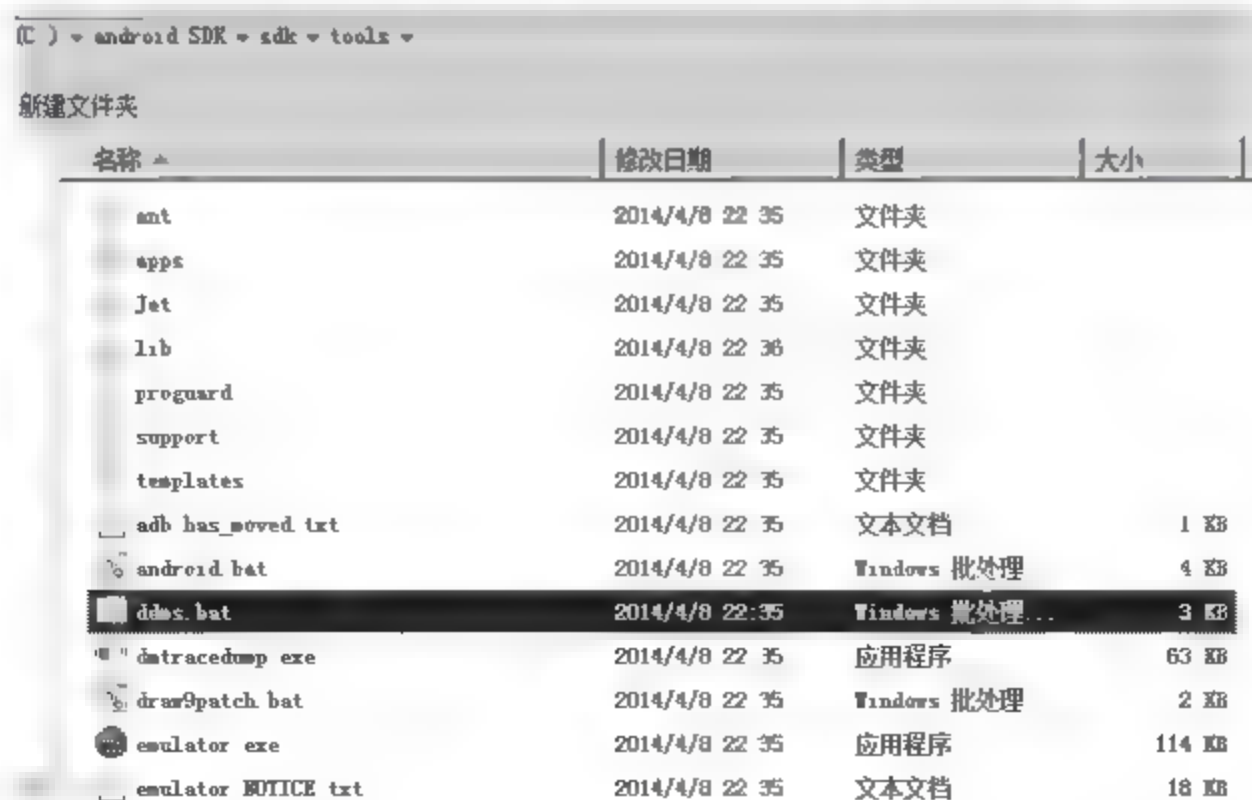 (C ) android SDK sdk tools
新建文件夹
名称 修改日期 类型 大小
ant 2014/4/8 22 35 文件夹
apps 2014/4/8 22 35 文件夹
Jet 2014/4/8 22 35 文件夹
lib 2014/4/8 22 36 文件夹
proguard 2014/4/8 22 35 文件夹
support 2014/4/8 22 35 文件夹
templates 2014/4/8 22 35 文件夹
adb has_moved txt 2014/4/8 22 35 文本文档 1 KB
android bat 2014/4/8 22 35 Windows 批处理 4 KB
ddms.bat 2014/4/8 22:35 Windows 批处理... 3 KB
dmtracedump exe 2014/4/8 22 35 应用程序 63 KB
draw9patch bat 2014/4/8 22 35 Windows 批处理 2 KB
emulator exe 2014/4/8 22 35 应用程序 114 KB
emulator NOTICE txt 2014/4/8 22 35 文本文档 18 KB